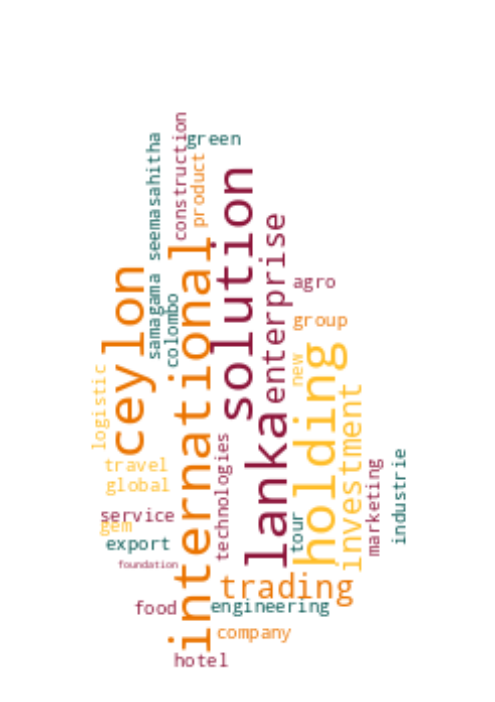 construction
green
seemasahitha
product
solution
international
enterprise
ceylon
samagama
colombo
agro
group
holding
new
logistic
investment
lanka
technologies
travel
global
industrie
marketing
service
gem
tour
export
foundation
trading
food
engineering
company
hotel